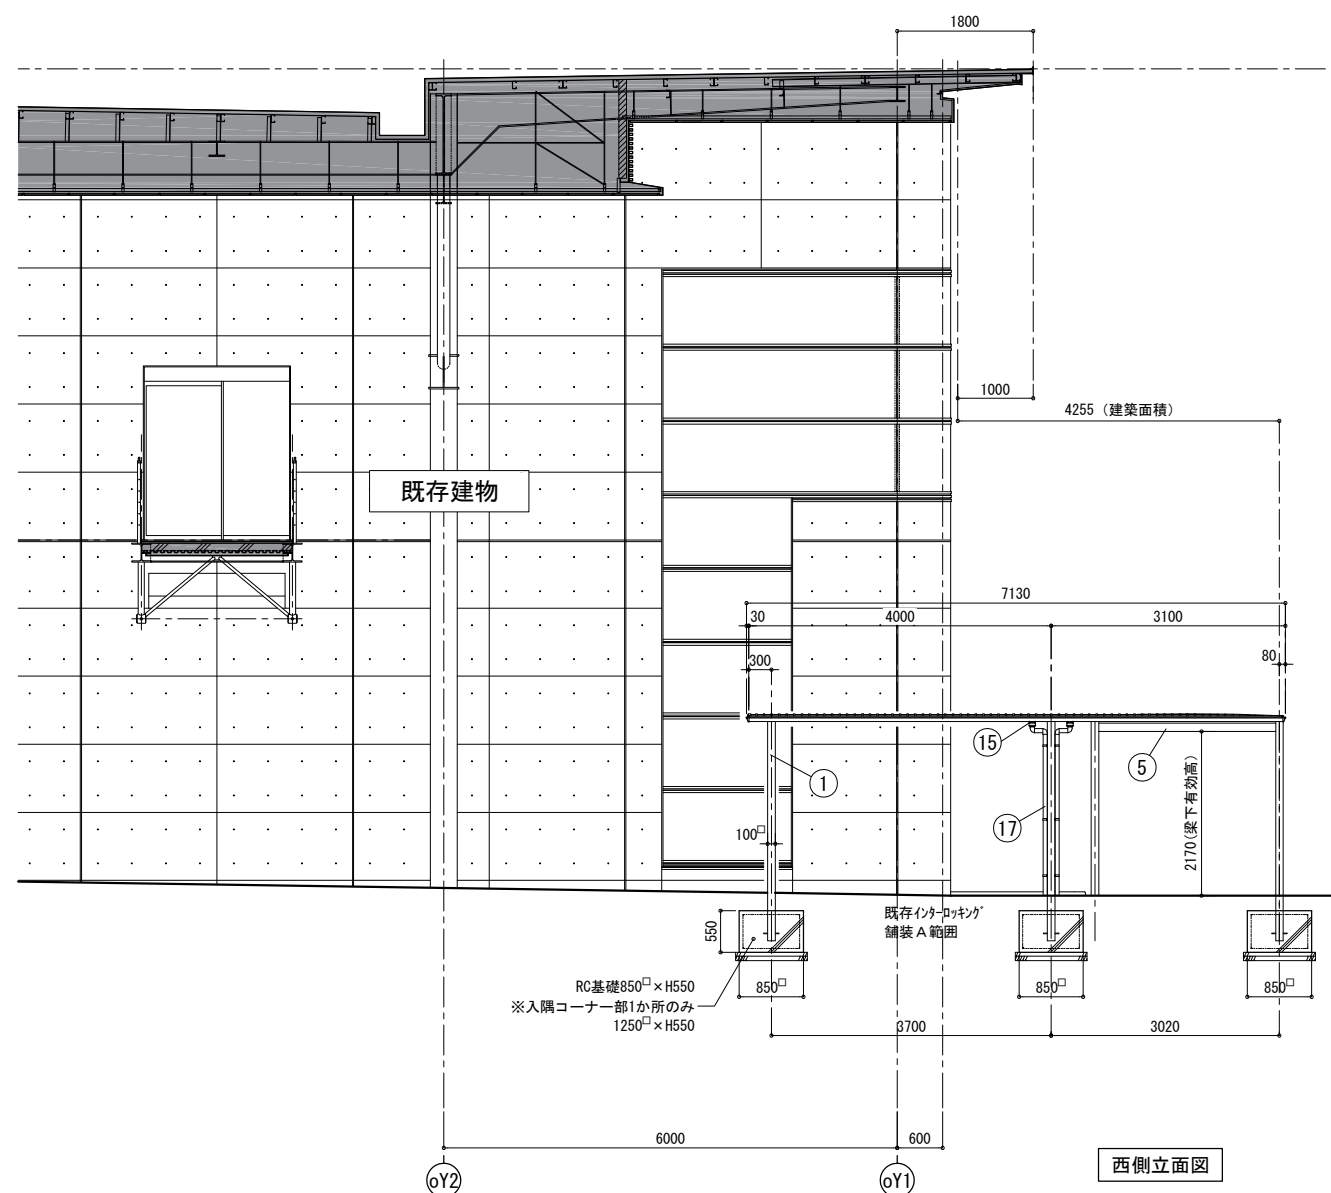 1800
1000
4255（建築面積）
既存建物
7130
30
4000
3100
300
80
15
5
1
2170(梁下有効高)
17
100□
550
既存ｲﾝﾀｰﾛｯｷﾝｸﾞ
舗装Ａ範囲
RC基礎850□×H550
※入隅コーナー部1か所のみ
1250□×H550
850□
850□
850□
3700
3020
6000
600
oY2
oY1
西側立面図